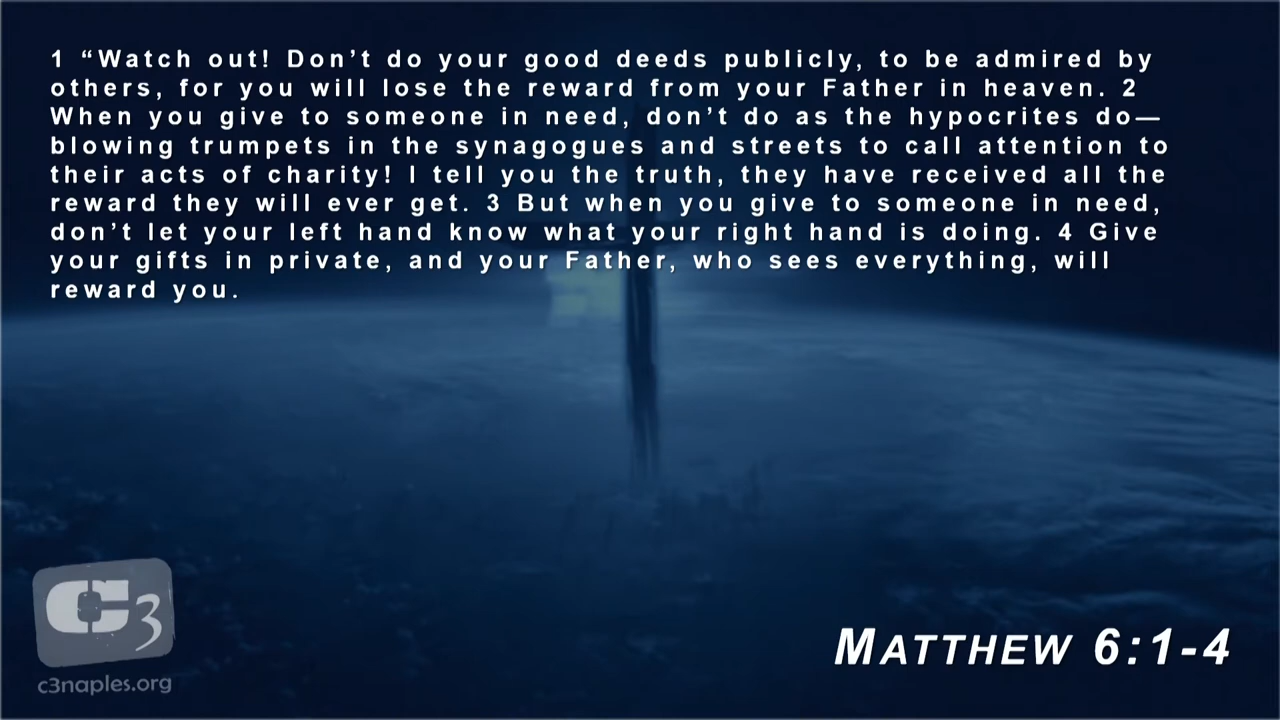 1 “Watch out! Don’t do your good deeds publicly, to be admired by
others, for you will lose the reward from your Father in heaven. 2
When you give to someone in need, don’t do as the hypocrites do—
blowing trumpets in the synagogues and streets to call attention to
their acts of charity! I tell you the truth, they have received all the
reward they will ever get. 3 But when you give to someone in need,
don’t let your left hand know what your right hand is doing. 4 Give
your gifts in private, and your Father, who sees everything, will
reward you.
C3
c3naples.org
MATTHEW 6:1-4